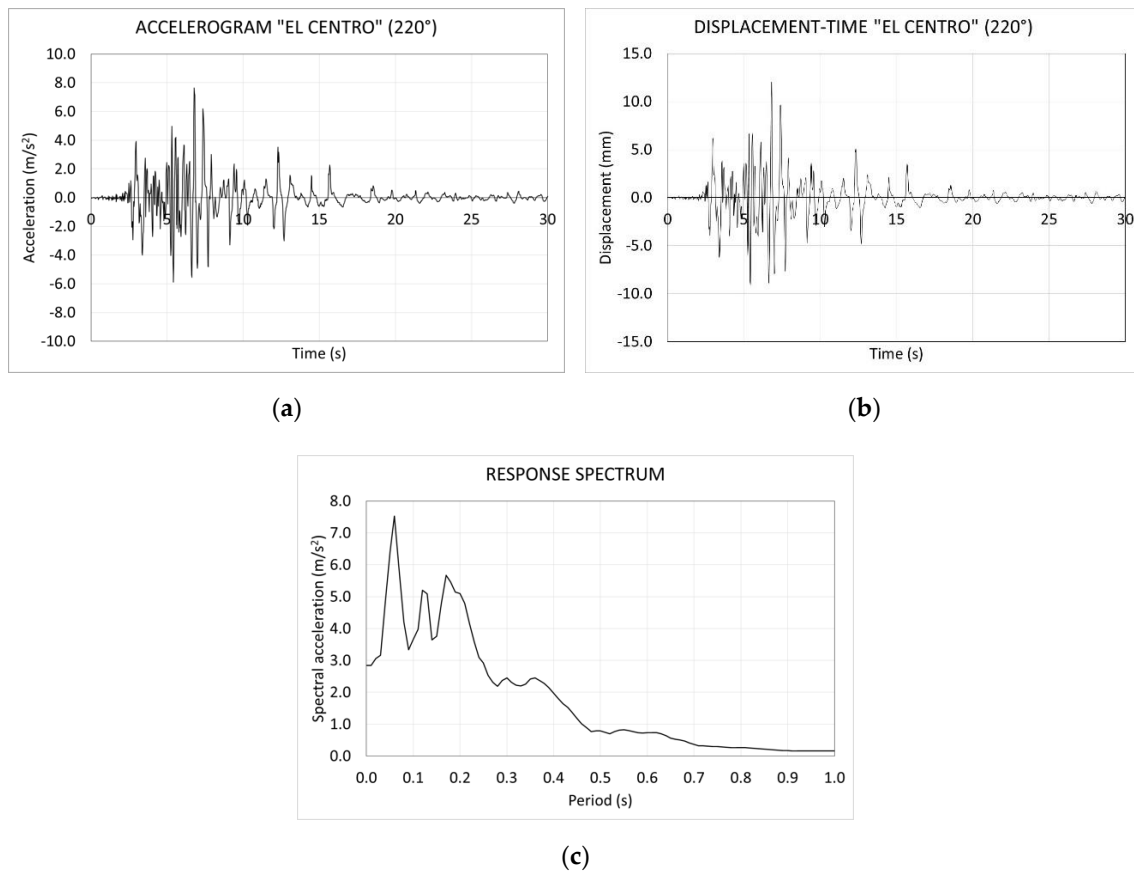 ACCELEROGRAM "EL CENTRO" (220°)
10.0
8.0
6.0
4.0
2.0
0.0
-2.0
-4.0
-6.0
-8.0
-10.0
0 5 10 15 20 25 30
Acceleration (m/s²)
Time (s)
(a)
DISPLACEMENT-TIME "EL CENTRO" (220°)
15.0
10.0
5.0
0.0
-5.0
-10.0
-15.0
0 5 10 15 20 25 30
Displacement (mm)
Time (s)
(b)
RESPONSE SPECTRUM
8.0
7.0
6.0
5.0
4.0
3.0
2.0
1.0
0.0
0.0 0.1 0.2 0.3 0.4 0.5 0.6 0.7 0.8 0.9 1.0
Spectral acceleration (m/s²)
Period (s)
(c)